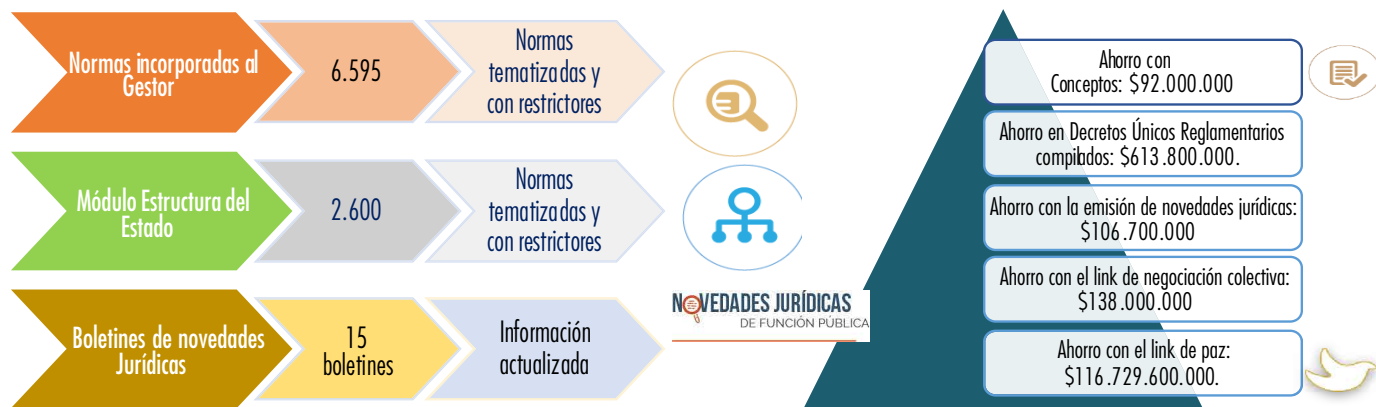 Normas incorporadas al
Gestor
6.595
Normas
tematizadas y
con restrictores
Módulo Estructura del
Estado
2.600
Normas
tematizadas y
con restrictores
Boletines de novedades
Jurídicas
15
boletines
Información
actualizada
NOVEDADES JURÍDICAS
DE FUNCIÓN PÚBLICA
Ahorro con
Conceptos: $92.000.000
Ahorro en Decretos Únicos Reglamentarios
compilados: $613.800.000.
Ahorro con la emisión de novedades jurídicas:
$106.700.000
Ahorro con el link de negociación colectiva:
$138.000.000
Ahorro con el link de paz:
$116.729.600.000.